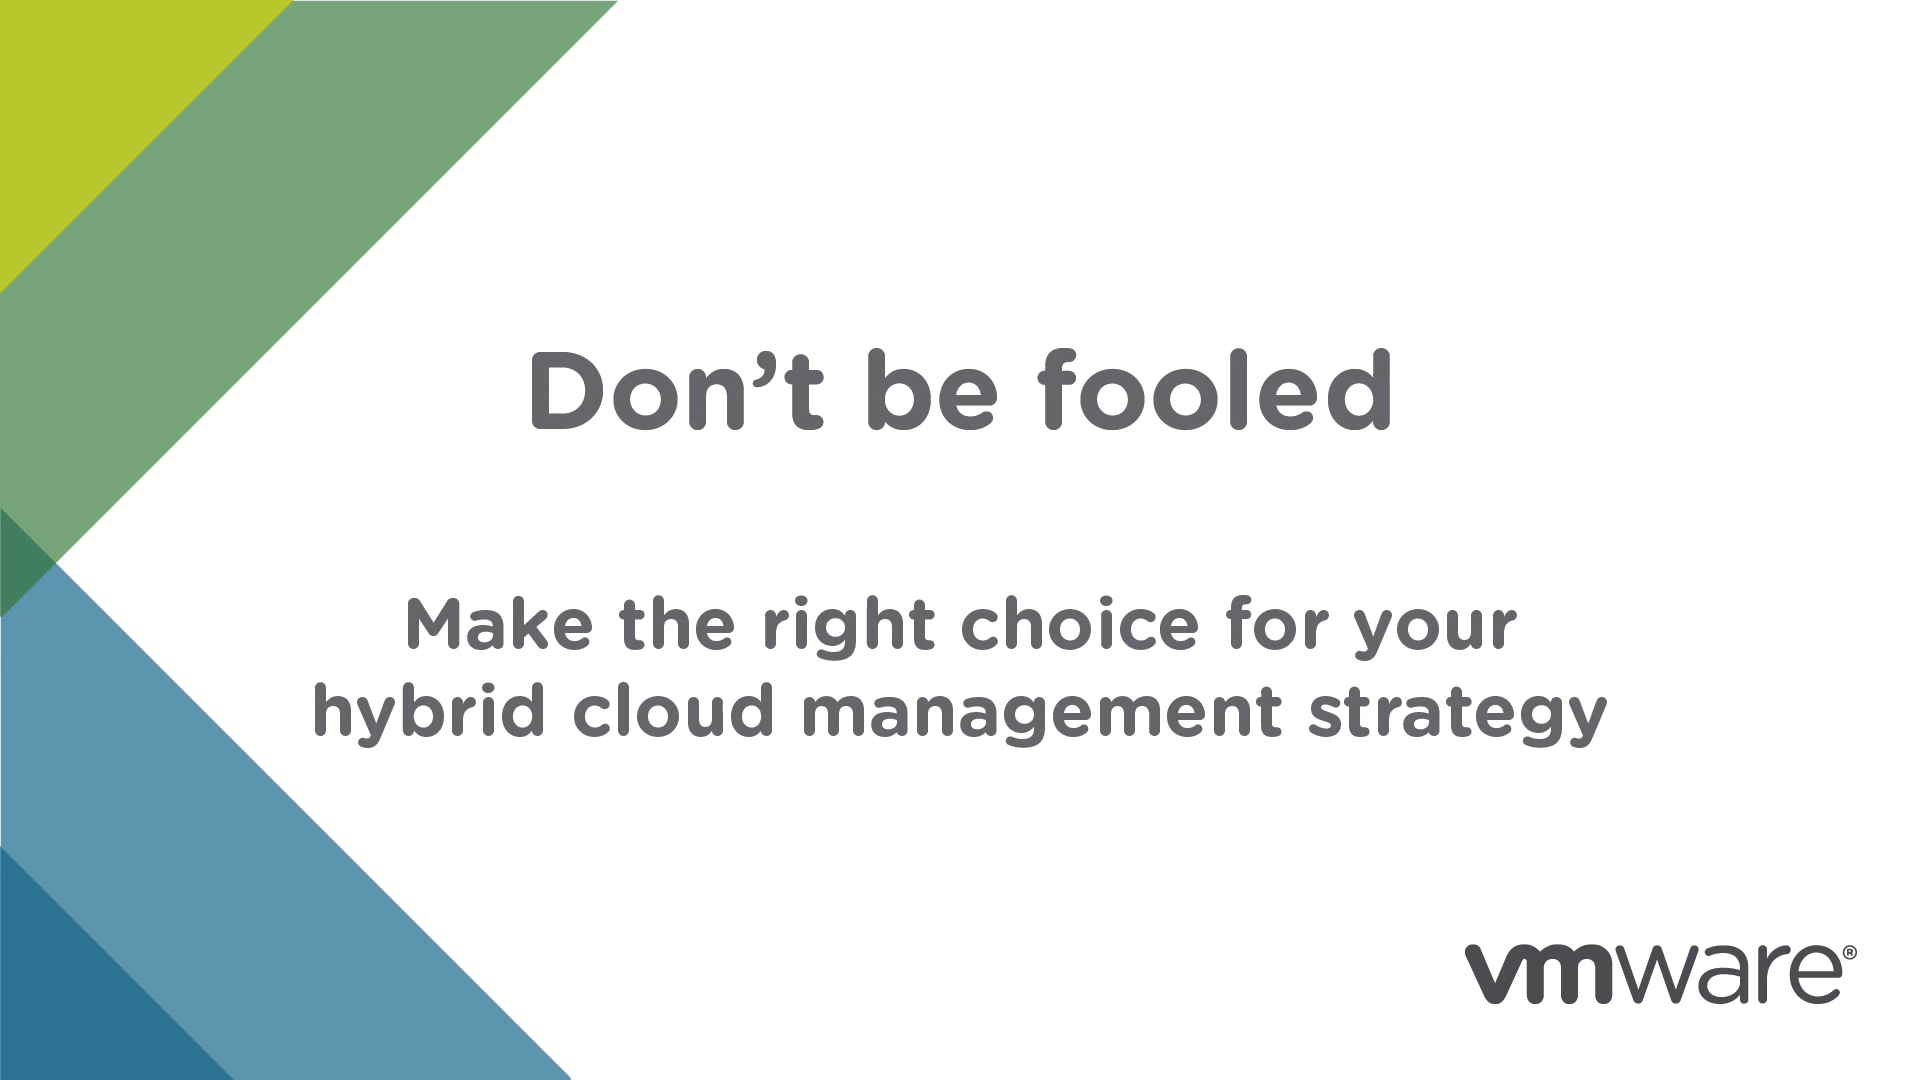 Don’t be fooled
Make the right choice for your
hybrid cloud management strategy
vmware®